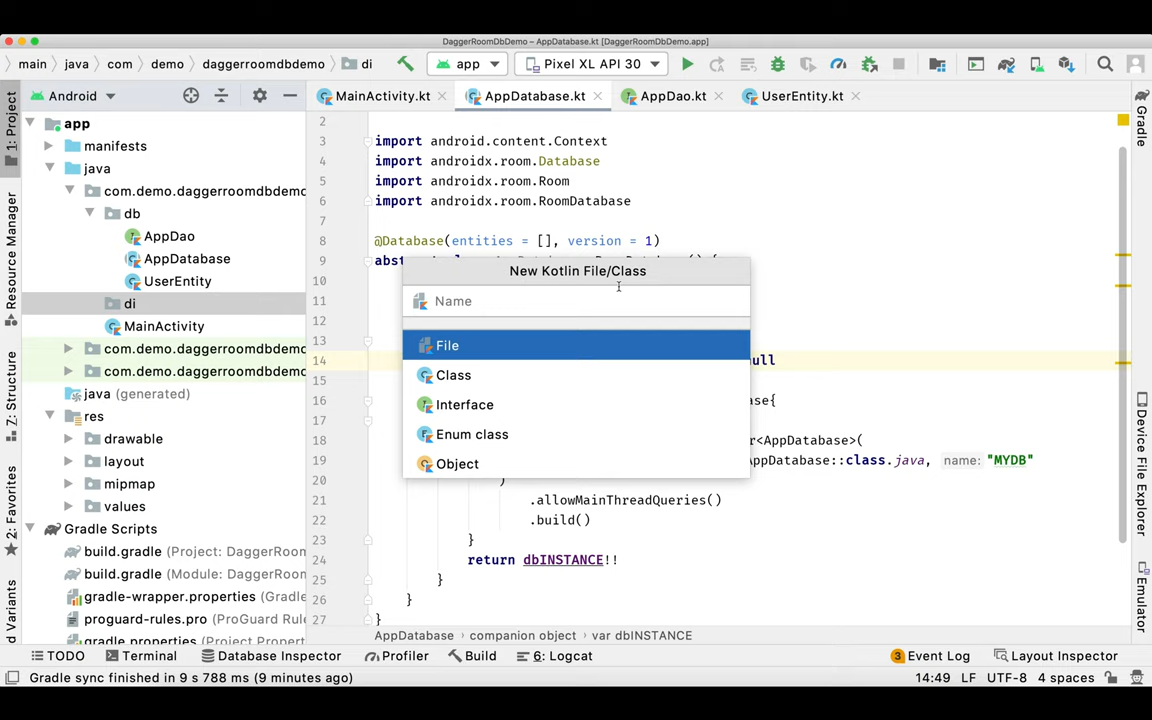 DaggerRoomDbDemo – AppDatabase.kt [DaggerRoomDbDemo.app]
main java com demo daggerroomdbdemo di app Pixel XL API 30
Android
MainActivity.kt AppDatabase.kt AppDao.kt UserEntity.kt
1: Project
Resource Manager
Z: Structure
2: Favorites
Variants
app
manifests
java
com.demo.daggerroomdbdemo
db
AppDao
AppDatabase
UserEntity
di
MainActivity
com.demo.daggerroomdbdemo
com.demo.daggerroomdbdemo
java (generated)
res
drawable
layout
mipmap
values
Gradle Scripts
build.gradle (Project: DaggerRoom
build.gradle (Module: DaggerRoom
gradle-wrapper.properties (Gradle
proguard-rules.pro (ProGuard Rules
gradle.properties (Project
2
3 import android.content.Context
4 import androidx.room.Database
5 import androidx.room.Room
6 import androidx.room.RoomDatabase
7
8 @Database(entities = [], version = 1)
9
10
11
12
13
14 null
15
16 ase{
17
18 r<AppDatabase>(
19 AppDatabase::class.java, name: "MYDB"
20 )
21 .allowMainThreadQueries()
22 .build()
23 }
24 return dbINSTANCE!!
25 }
26 }
27 }
New Kotlin File/Class
Name
File
Class
Interface
Enum class
Object
AppDatabase companion object var dbINSTANCE
Gradle
Device File Explorer
Emulator
TODO Terminal Database Inspector Profiler Build 6: Logcat 3 Event Log Layout Inspector
Gradle sync finished in 9 s 788 ms (9 minutes ago) 14:49 LF UTF-8 4 spaces